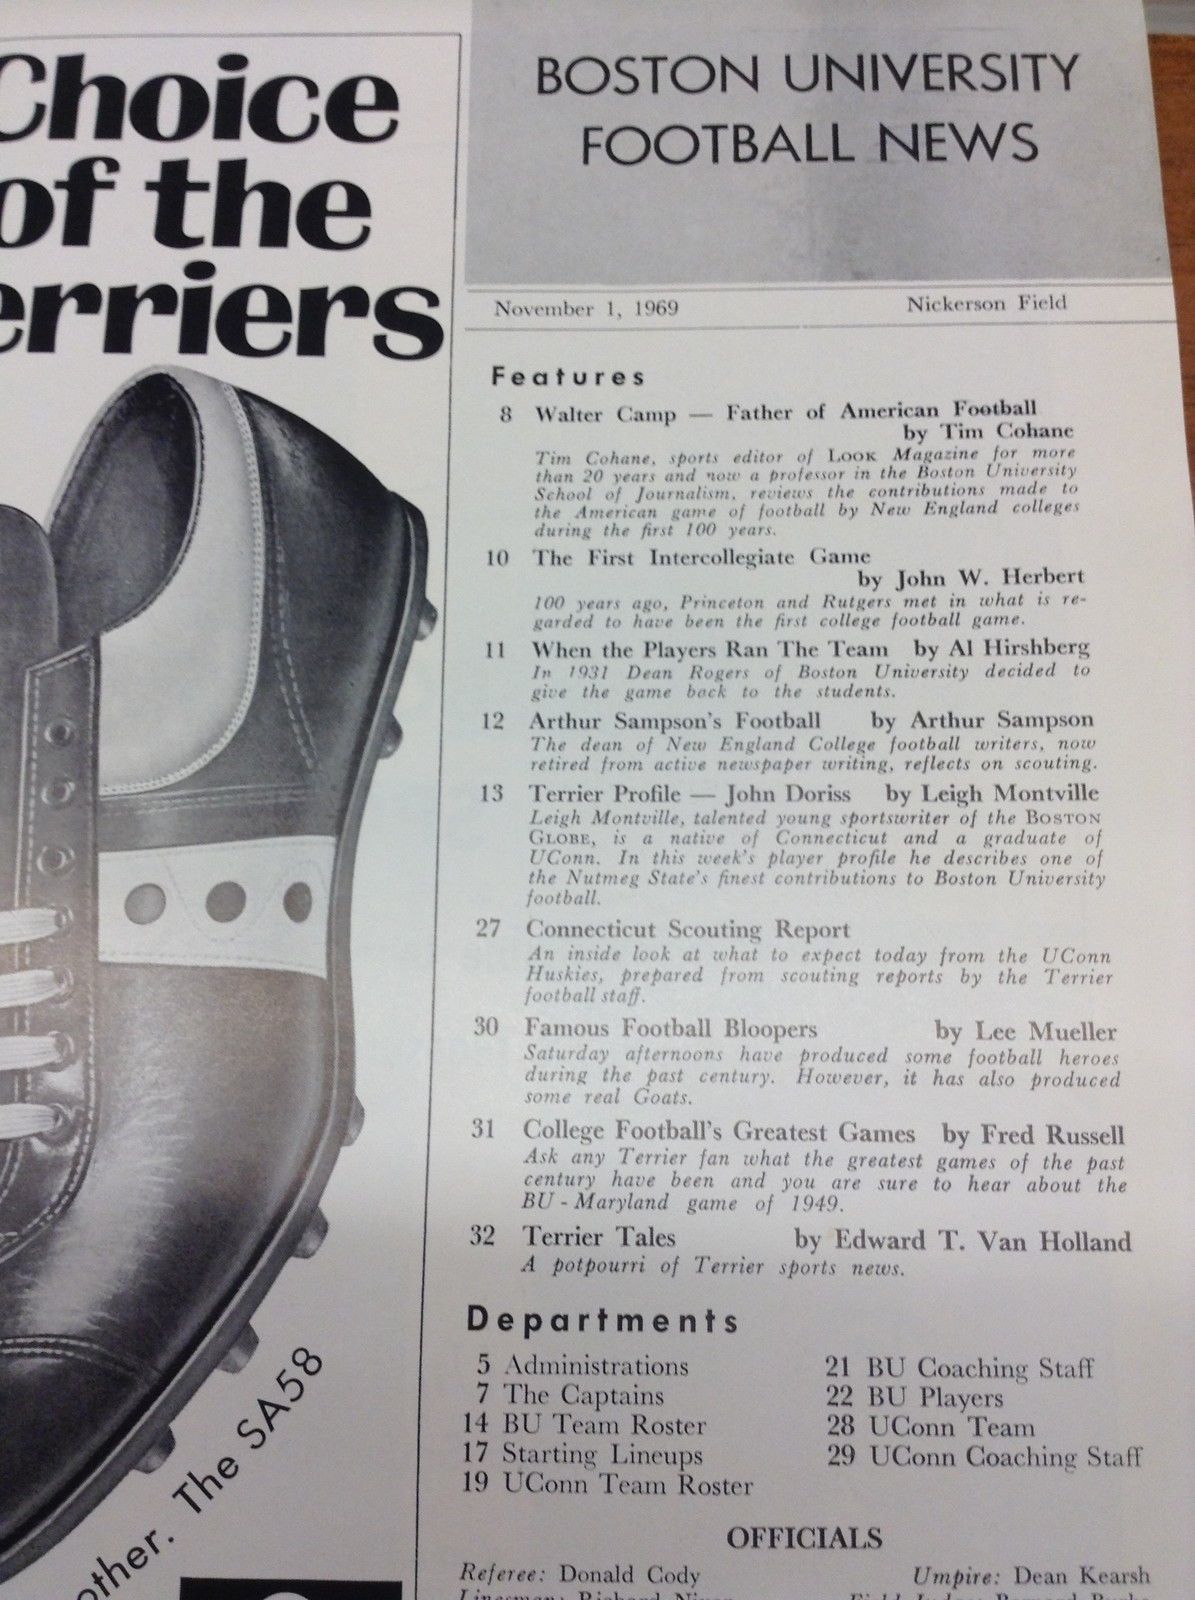 Choice
of the
erriers
other. The SA58
BOSTON UNIVERSITY
FOOTBALL NEWS
November 1, 1969 Nickerson Field
Features
8 Walter Camp — Father of American Football
by Tim Cohane
Tim Cohane, sports editor of LOOK Magazine for more
than 20 years and now a professor in the Boston University
School of Journalism, reviews the contributions made to
the American game of football by New England colleges
during the first 100 years.
10 The First Intercollegiate Game
by John W. Herbert
100 years ago, Princeton and Rutgers met in what is re-
garded to have been the first college football game.
11 When the Players Ran The Team by Al Hirshberg
In 1931 Dean Rogers of Boston University decided to
give the game back to the students.
12 Arthur Sampson's Football by Arthur Sampson
The dean of New England College football writers, now
retired from active newspaper writing, reflects on scouting.
13 Terrier Profile — John Doriss by Leigh Montville
Leigh Montville, talented young sportswriter of the BOSTON
GLOBE, is a native of Connecticut and a graduate of
UConn. In this week's player profile he describes one of
the Nutmeg State's finest contributions to Boston University
football.
27 Connecticut Scouting Report
An inside look at what to expect today from the UConn
Huskies, prepared from scouting reports by the Terrier
football staff.
30 Famous Football Bloopers by Lee Mueller
Saturday afternoons have produced some football heroes
during the past century. However, it has also produced
some real Goats.
31 College Football's Greatest Games by Fred Russell
Ask any Terrier fan what the greatest games of the past
century have been and you are sure to hear about the
BU - Maryland game of 1949.
32 Terrier Tales by Edward T. Van Holland
A potpourri of Terrier sports news.
Departments
5 Administrations
7 The Captains
14 BU Team Roster
17 Starting Lineups
19 UConn Team Roster
21 BU Coaching Staff
22 BU Players
28 UConn Team
29 UConn Coaching Staff
OFFICIALS
Referee: Donald Cody Umpire: Dean Kearsh